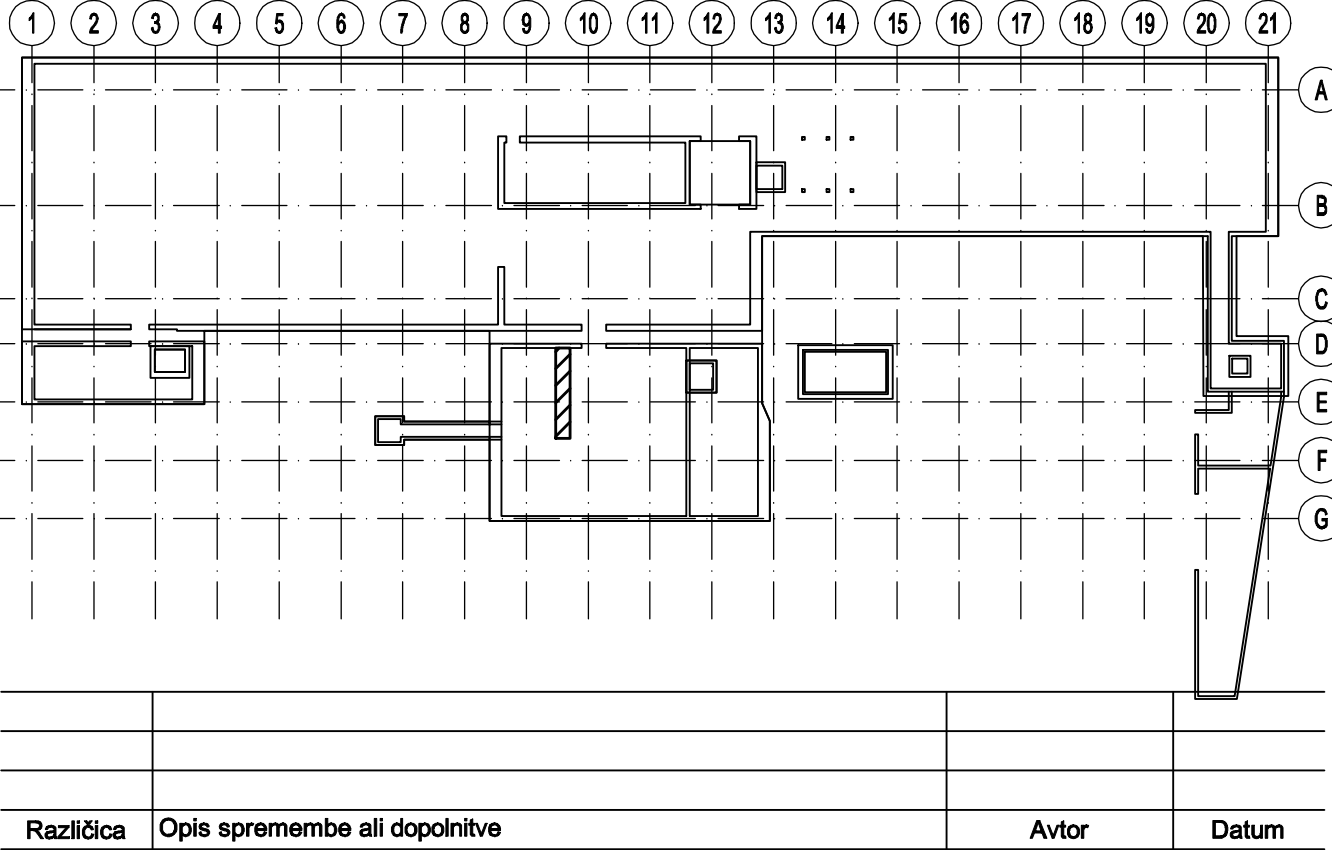 1 2 3 4 5 6 7 8 9 10 11 12 13 14 15 16 17 18 19 20 21
A
B
C
D
E
F
G
Različica Opis spremembe ali dopolnitve Avtor Datum